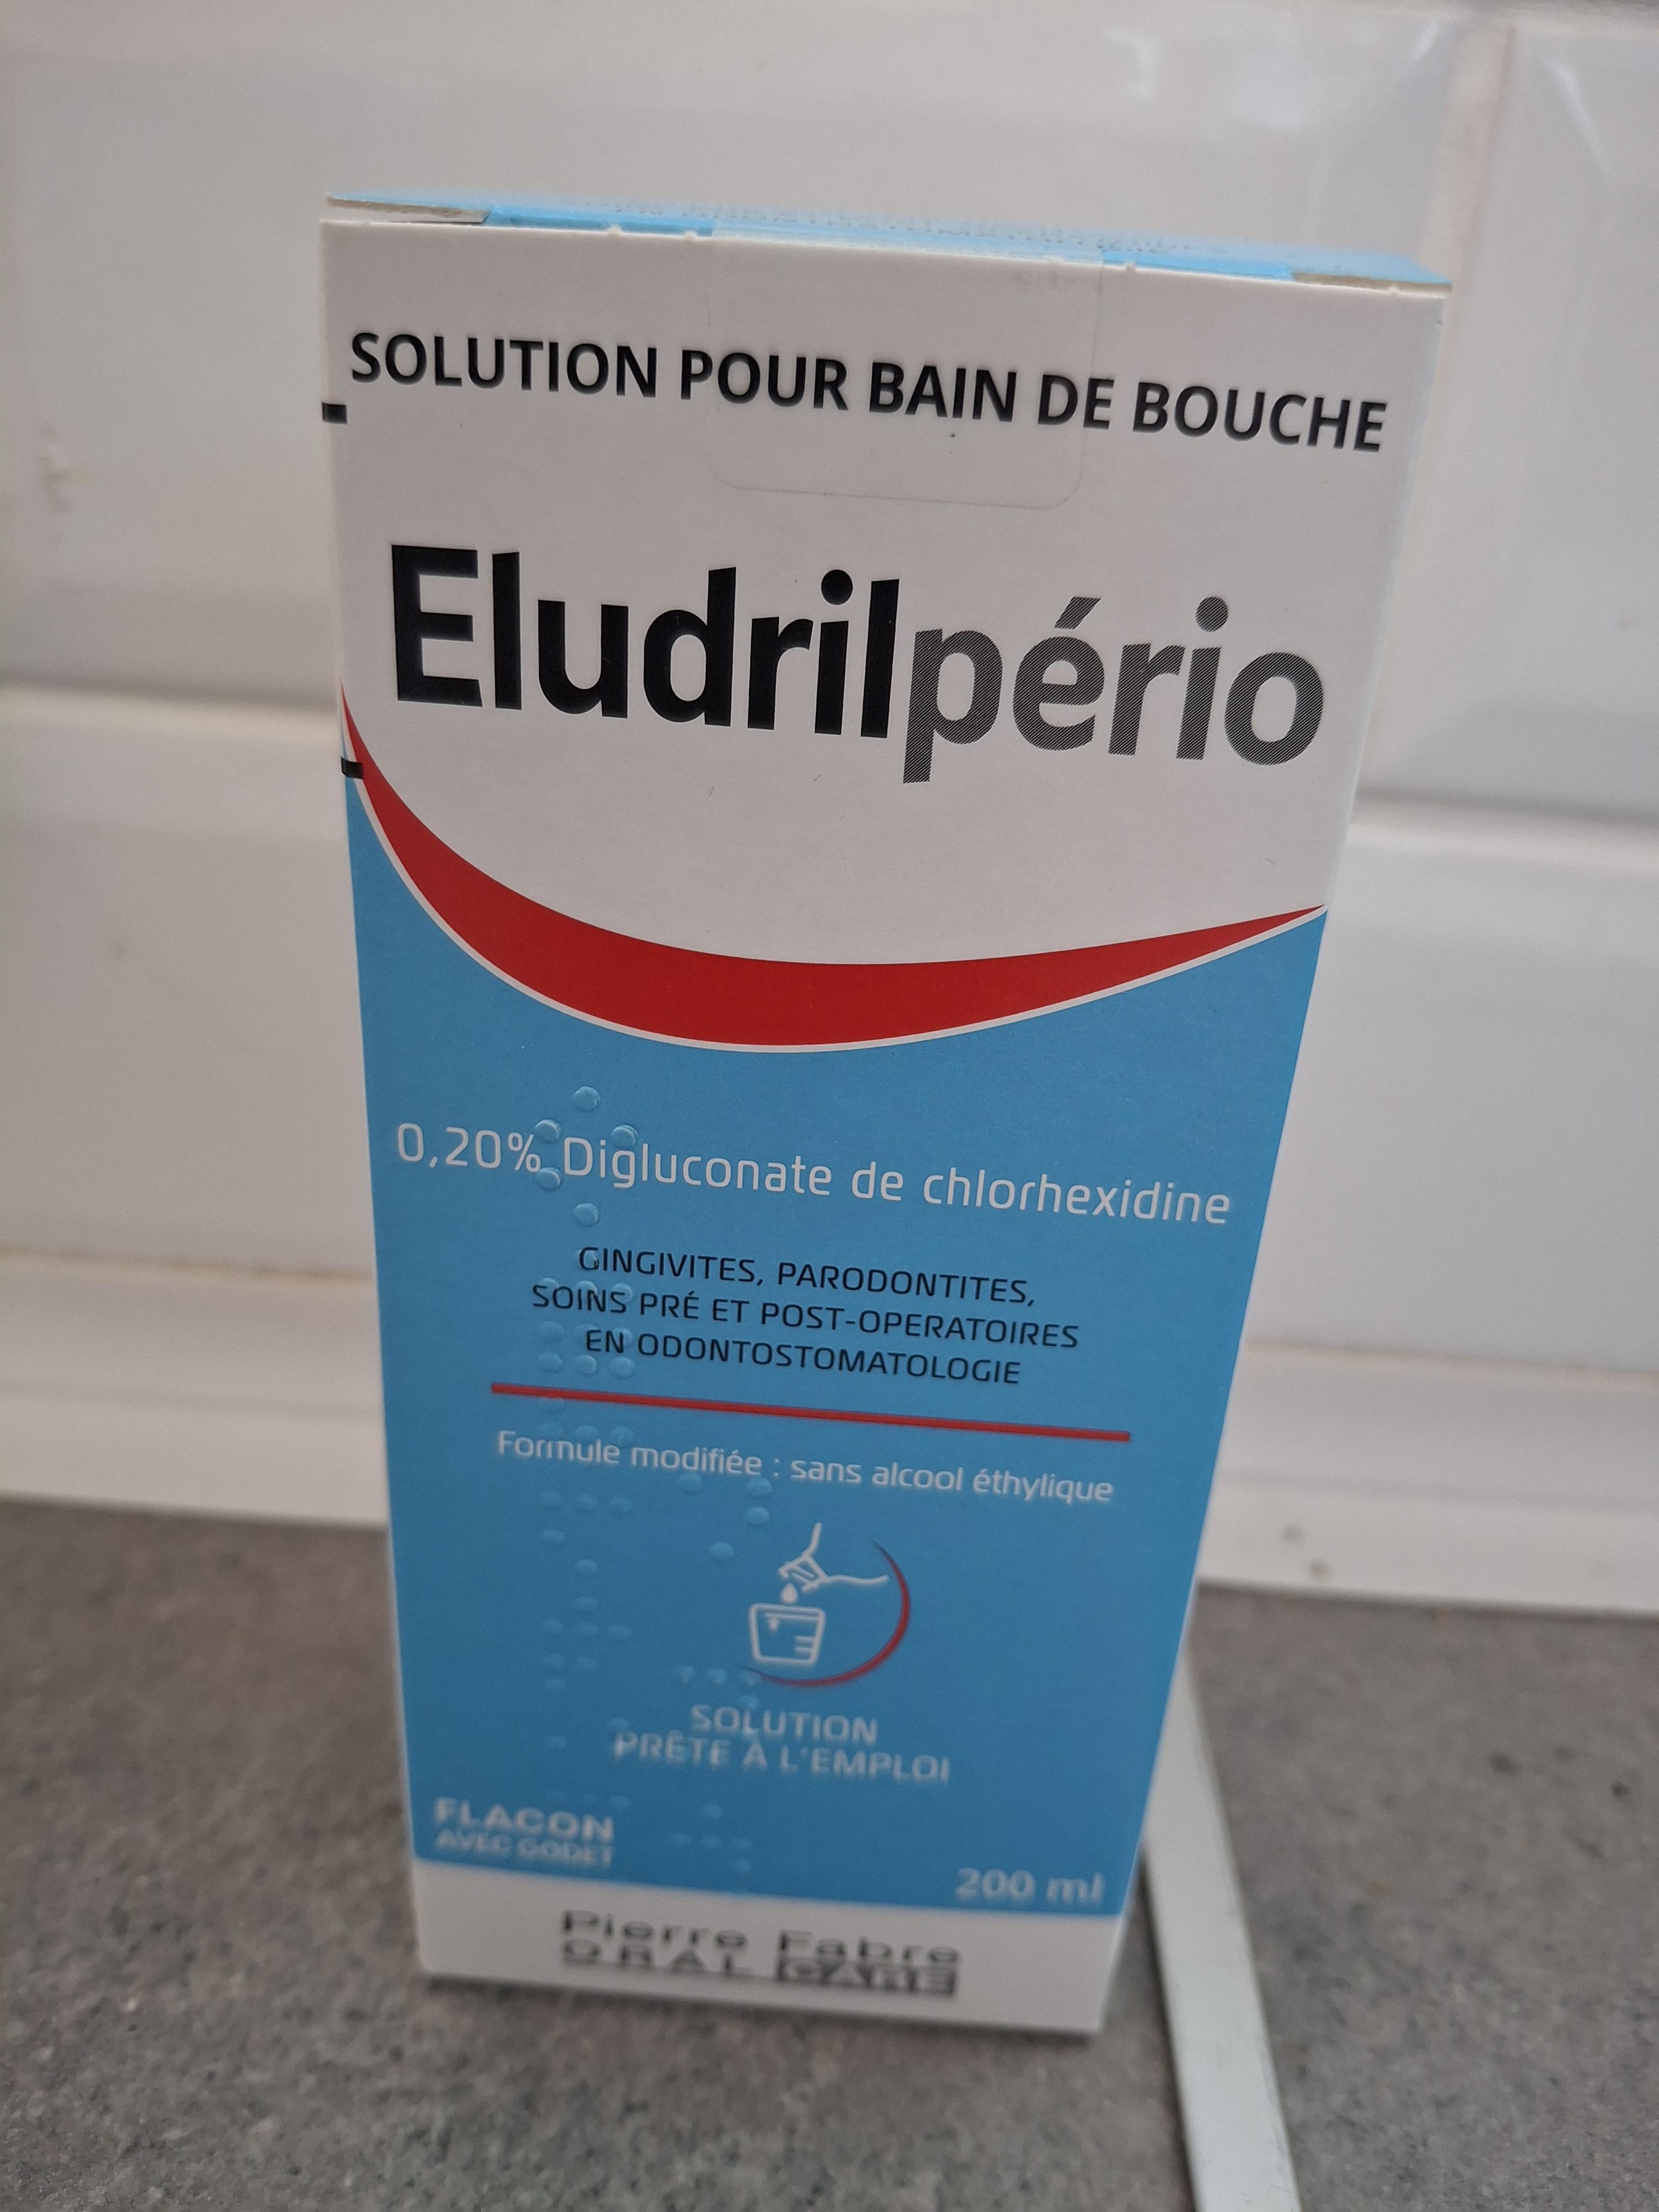 SOLUTION POUR BAIN DE BOUCHE
Eludrilpério
0,20% Digluconate de chlorhexidine
GINGIVITES, PARODONTITES,
SOINS PRÉ ET POST-OPERATOIRES
EN ODONTOSTOMATOLOGIE
Formule modifiée : sans alcool éthylique
SOLUTION
PRÊTE À L'EMPLOI
FLACON
AVEC GODET
200 ml
Pierre Fabre
ORAL CARE